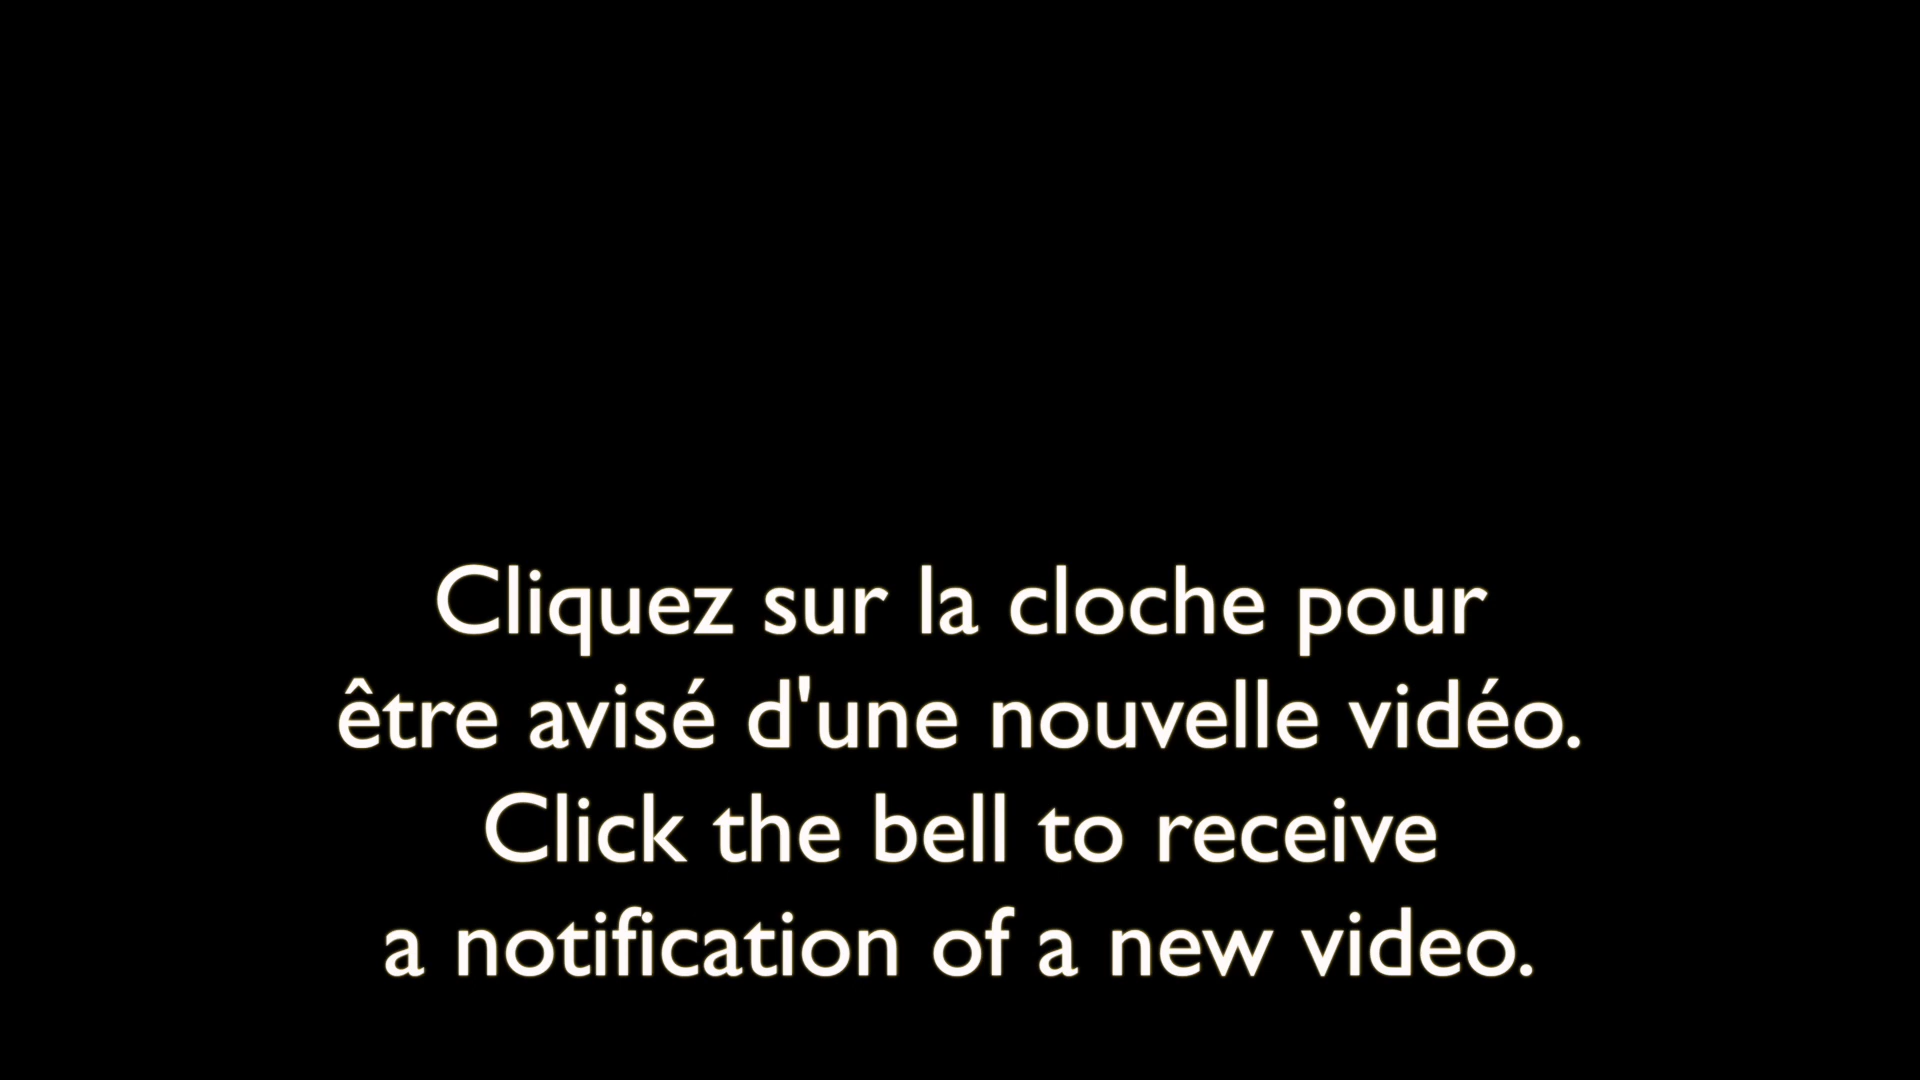 Cliquez sur la cloche pour
être avisé d'une nouvelle vidéo.
Click the bell to receive
a notification of a new video.